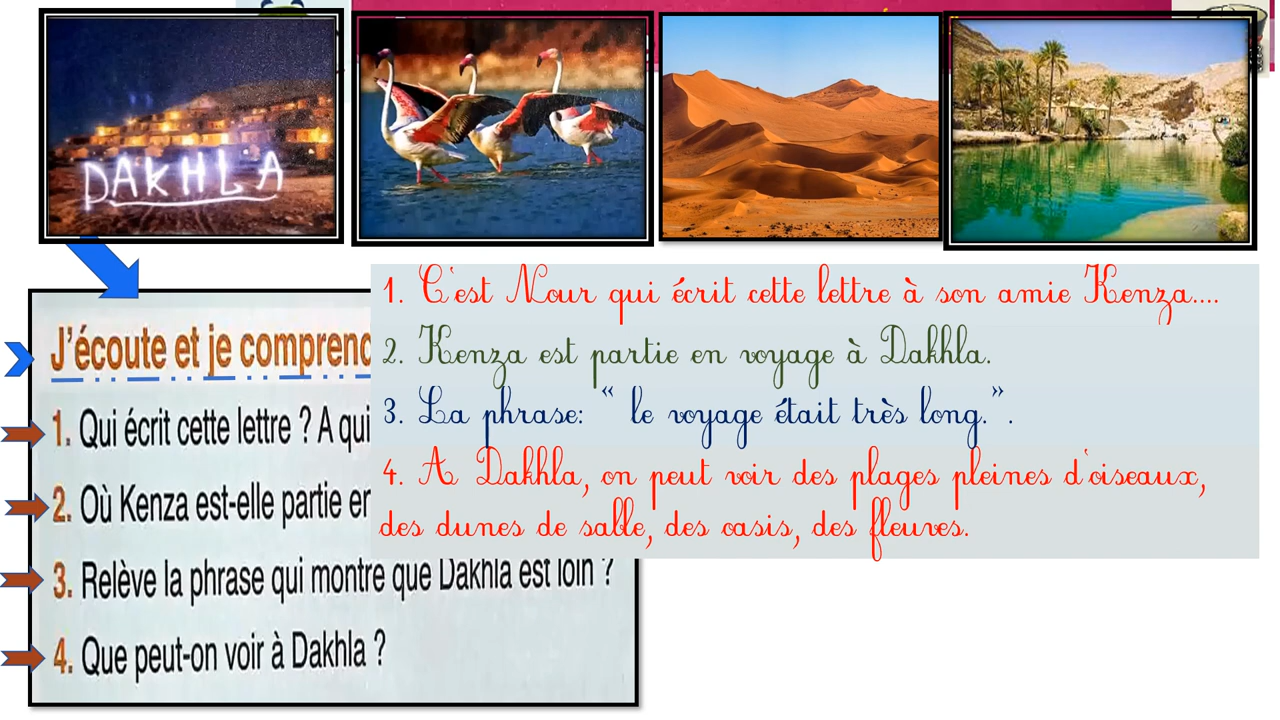 DAKHLA
1. C'est Nour qui écrit cette lettre à son amie Kenza....
2. Kenza est partie en voyage à Dakhla.
3. La phrase: “ le voyage était très long.”.
4. A Dakhla, on peut voir des plages pleines d'oiseaux,
des dunes de sable, des oasis, des fleuves.
J'écoute et je comprend
1. Qui écrit cette lettre ? A qui
2. Où Kenza est-elle partie en
3. Relève la phrase qui montre que Dakhla est loin ?
4. Que peut-on voir à Dakhla ?